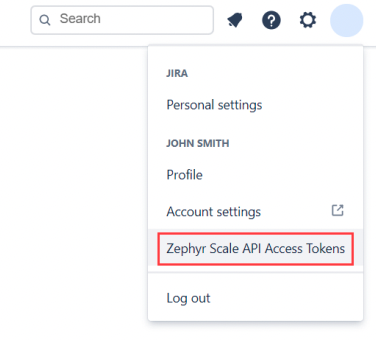 Search
JIRA
Personal settings
JOHN SMITH
Profile
Account settings
Zephyr Scale API Access Tokens
Log out